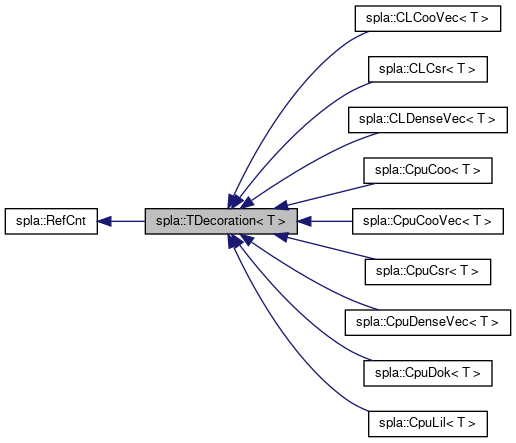 spla::CLCooVec< T >
spla::CLCsr< T >
spla::CLDenseVec< T >
spla::CpuCoo< T >
spla::RefCnt
spla::TDecoration< T >
spla::CpuCooVec< T >
spla::CpuCsr< T >
spla::CpuDenseVec< T >
spla::CpuDok< T >
spla::CpuLil< T >